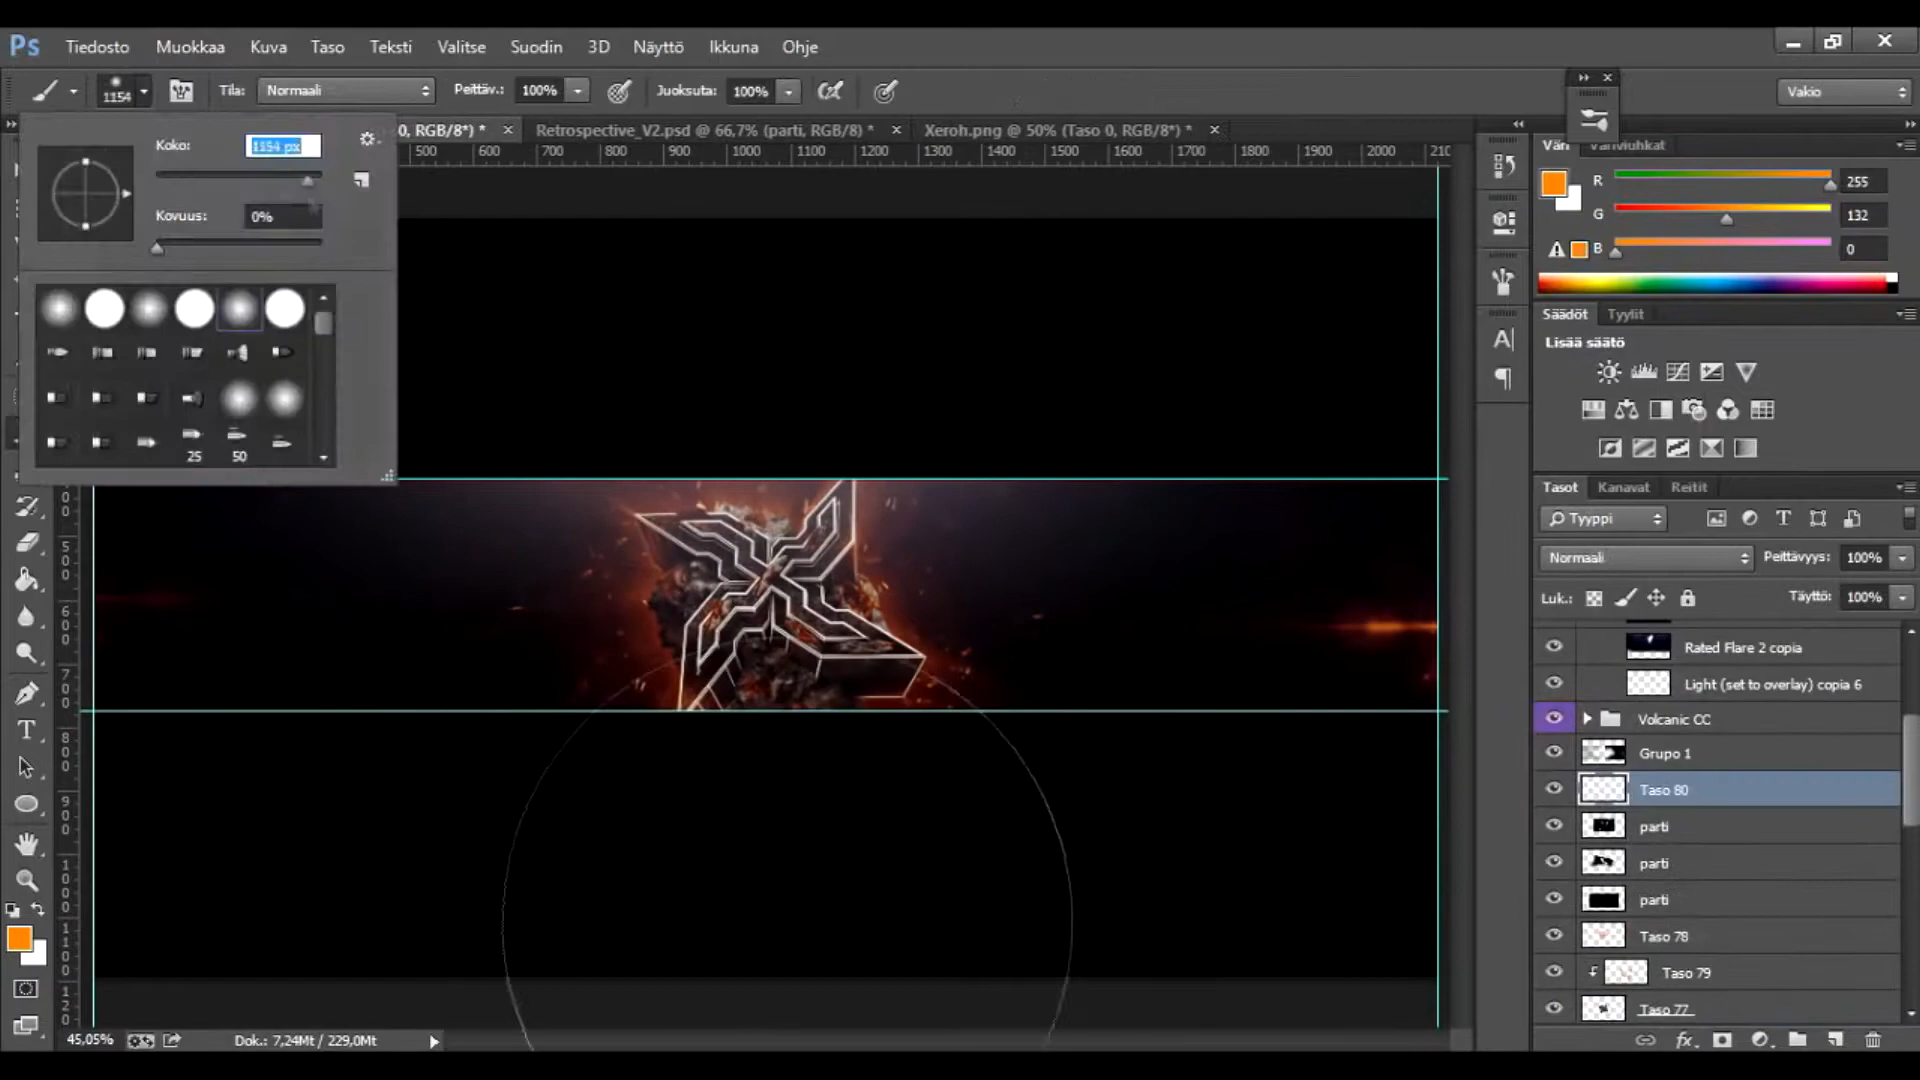 Ps Tiedosto Muokkaa Kuva Taso Teksti Valitse Suodin 3D Näyttö Ikkuna Ohje
1154 Tila: Normaali Peittäv.: 100% Juoksuta: 100% Vakio
0, RGB/8*) * Retrospective_V2.psd @ 66,7% (parti, RGB/8) * Xeroh.png @ 50% (Taso 0, RGB/8*) *
500 600 700 800 900 1000 1100 1200 1300 1400 1500 1600 1700 1800 1900 2000 210
Koko: 1154 px
Kovuus: 0%
25 50
Väri Väriviuhkat
R 255
G 132
B 0
Säädöt Tyylit
Lisää säätö
Tasot Kanavat Reitit
Tyyppi
Normaali Peittävyys: 100%
Luk.: Täyttö: 100%
Rated Flare 2 copia
Light (set to overlay) copia 6
Volcanic CC
Grupo 1
Taso 80
parti
parti
parti
Taso 78
Taso 79
Taso 77
45,05% Dok.: 7,24Mt / 229,0Mt